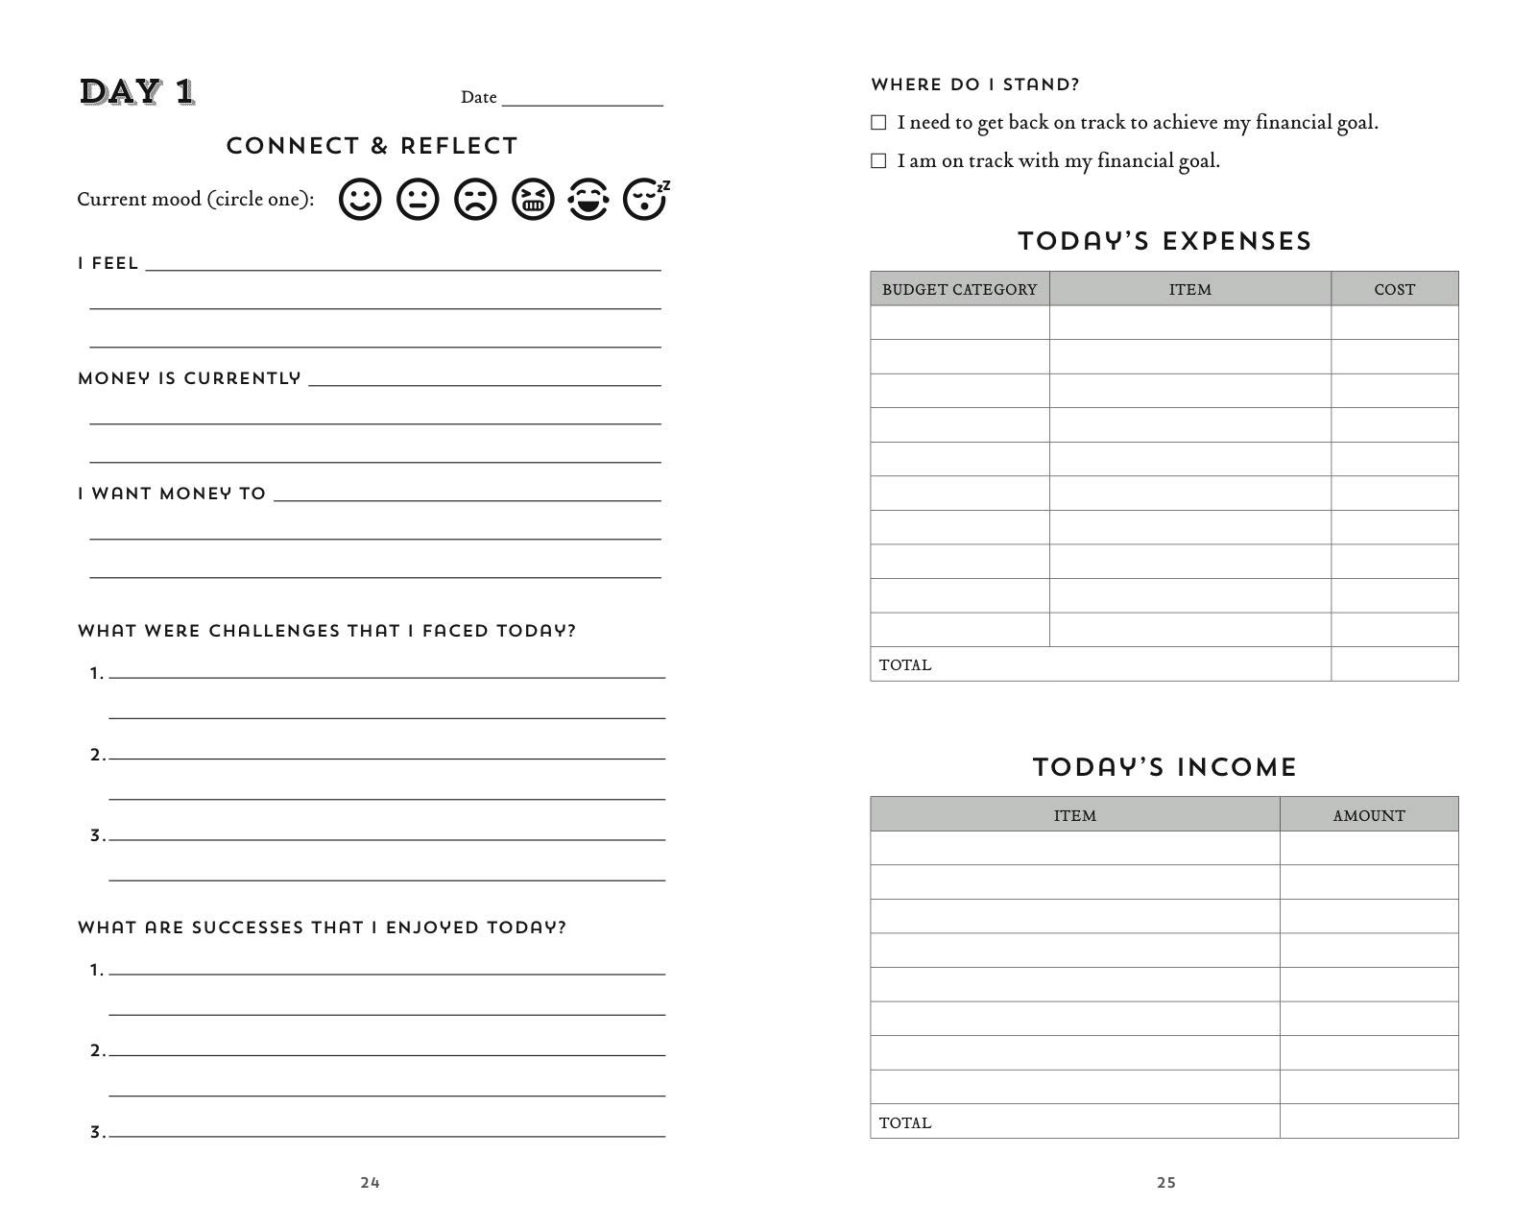 DAY 1
Date
CONNECT & REFLECT
Current mood (circle one):
zZ
I FEEL
MONEY IS CURRENTLY
I WANT MONEY TO
WHAT WERE CHALLENGES THAT I FACED TODAY?
1.
2.
3.
WHAT ARE SUCCESSES THAT I ENJOYED TODAY?
1.
2.
3.
24
WHERE DO I STAND?
I need to get back on track to achieve my financial goal.
I am on track with my financial goal.
TODAY’S EXPENSES
BUDGET CATEGORY ITEM COST
TOTAL
TODAY’S INCOME
ITEM AMOUNT
TOTAL
25